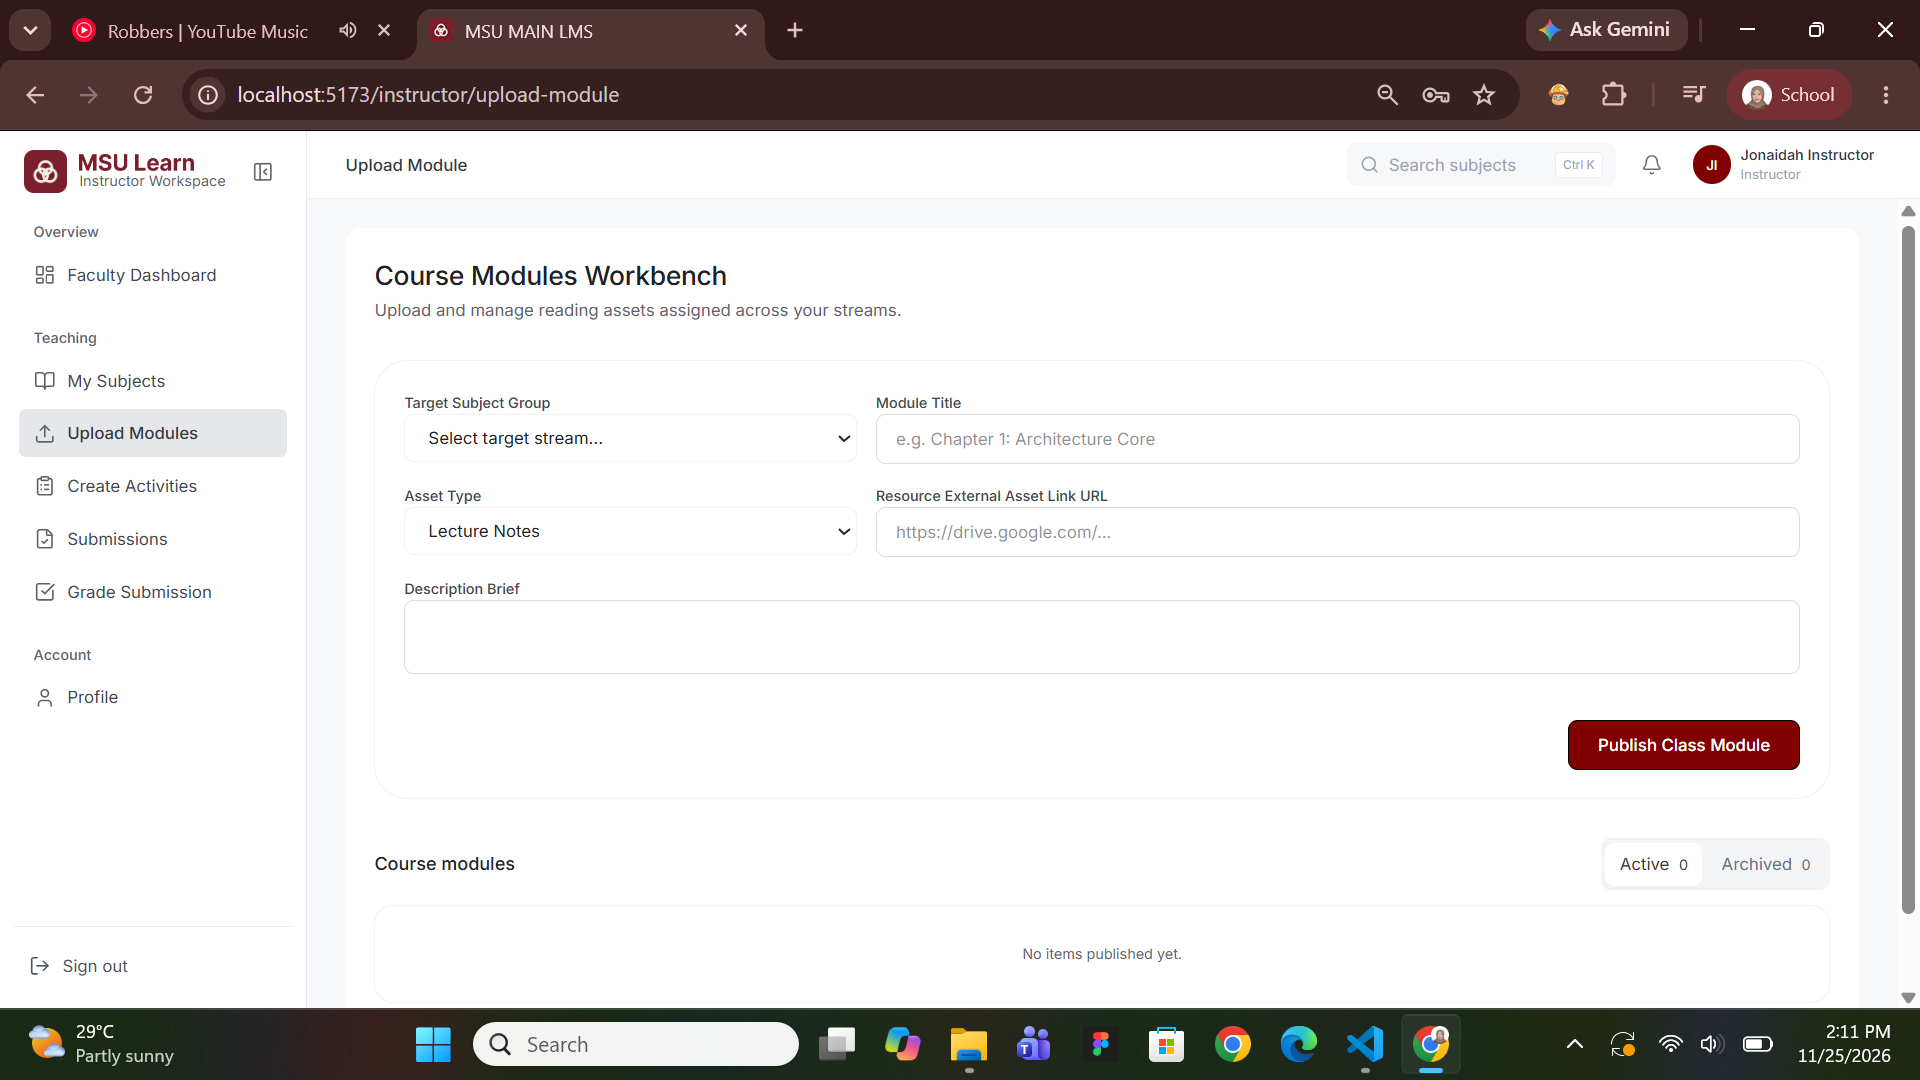 Robbers | YouTube Music
MSU MAIN LMS
Ask Gemini
localhost:5173/instructor/upload-module
School
MSU Learn
Instructor Workspace
Upload Module
Search subjects
Ctrl K
JI
Jonaidah Instructor
Instructor
Overview
Faculty Dashboard
Teaching
My Subjects
Upload Modules
Create Activities
Submissions
Grade Submission
Account
Profile
Sign out
Course Modules Workbench
Upload and manage reading assets assigned across your streams.
Target Subject Group
Module Title
Select target stream...
e.g. Chapter 1: Architecture Core
Asset Type
Resource External Asset Link URL
Lecture Notes
https://drive.google.com/...
Description Brief
Publish Class Module
Course modules
Active 0
Archived 0
No items published yet.
29°C
Partly sunny
Search
2:11 PM
11/25/2026